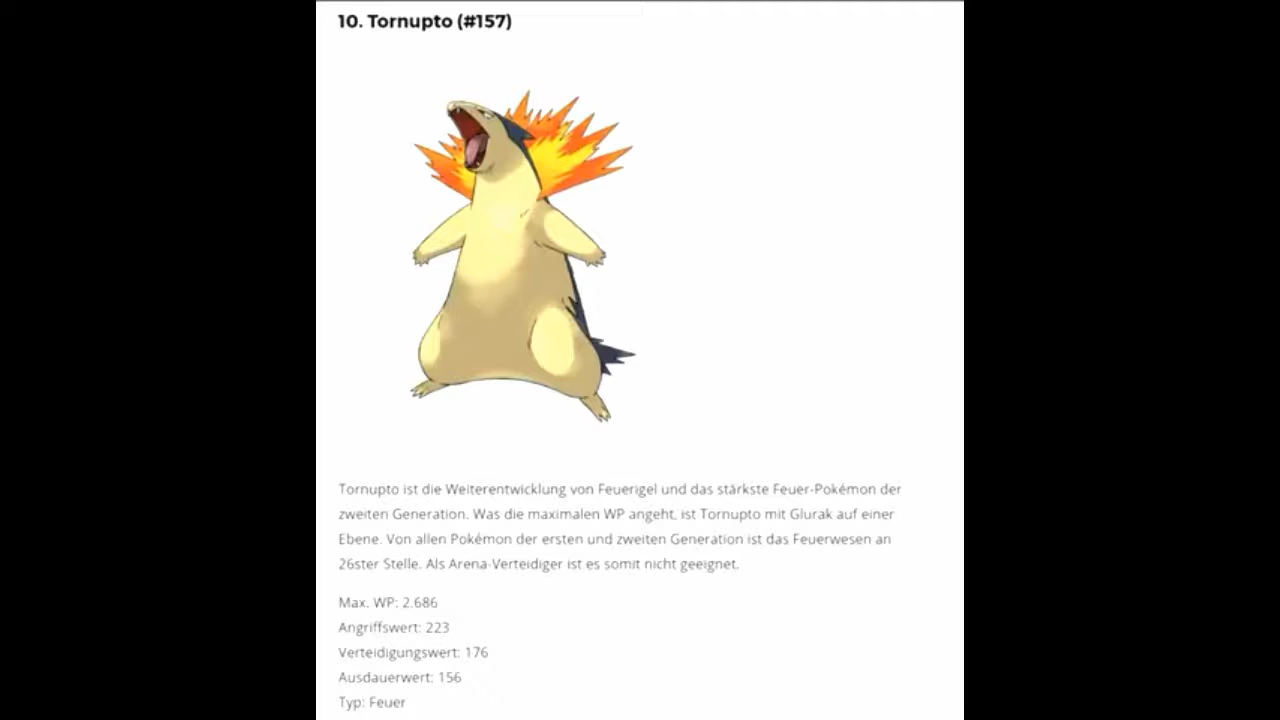 10. Tornupto (#157)
Tornupto ist die Weiterentwicklung von Feuerigel und das stärkste Feuer-Pokémon der
zweiten Generation. Was die maximalen WP angeht, ist Tornupto mit Glurak auf einer
Ebene. Von allen Pokémon der ersten und zweiten Generation ist das Feuerwesen an
26ster Stelle. Als Arena-Verteidiger ist es somit nicht geeignet.
Max. WP: 2.686
Angriffswert: 223
Verteidigungswert: 176
Ausdauerwert: 156
Typ: Feuer